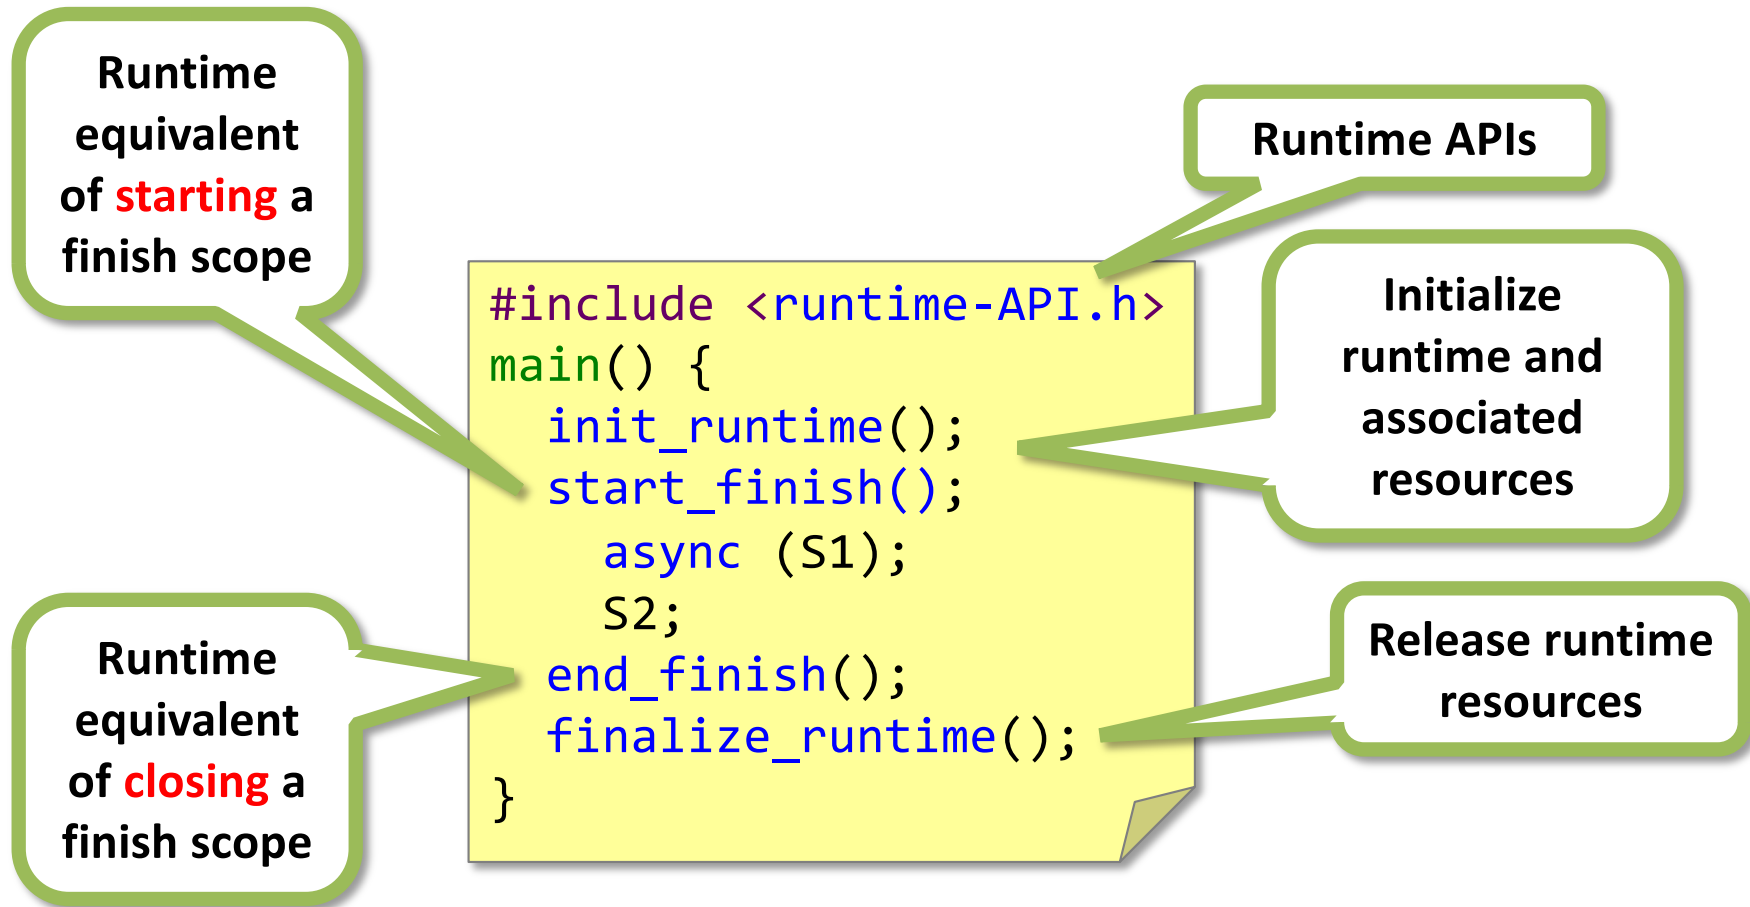 Runtime
equivalent
of starting a
finish scope
Runtime APIs
Initialize
runtime and
associated
resources
#include <runtime-API.h>
main() {
  init_runtime();
  start_finish();
    async (S1);
    S2;
  end_finish();
  finalize_runtime();
}
Runtime
equivalent
of closing a
finish scope
Release runtime
resources